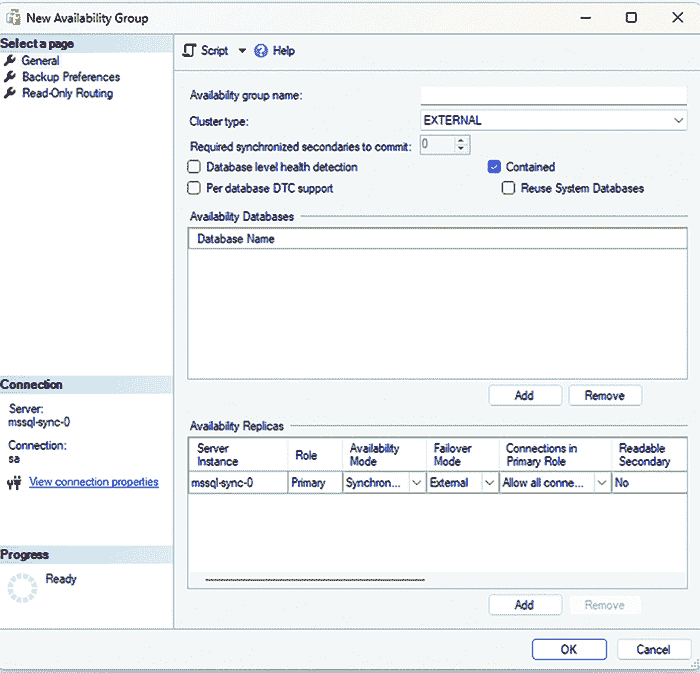 New Availability Group
Select a page
General
Backup Preferences
Read-Only Routing
Script Help
Availability group name:
Cluster type: EXTERNAL
Required synchronized secondaries to commit: 0
Database level health detection Contained
Per database DTC support Reuse System Databases
Availability Databases
Database Name
Add Remove
Connection
Server:
mssql-sync-0
Connection:
sa
View connection properties
Availability Replicas
Server Instance Role Availability Mode Failover Mode Connections in Primary Role Readable Secondary
mssql-sync-0 Primary Synchron... External Allow all conne... No
Progress
Ready
Add Remove
OK Cancel